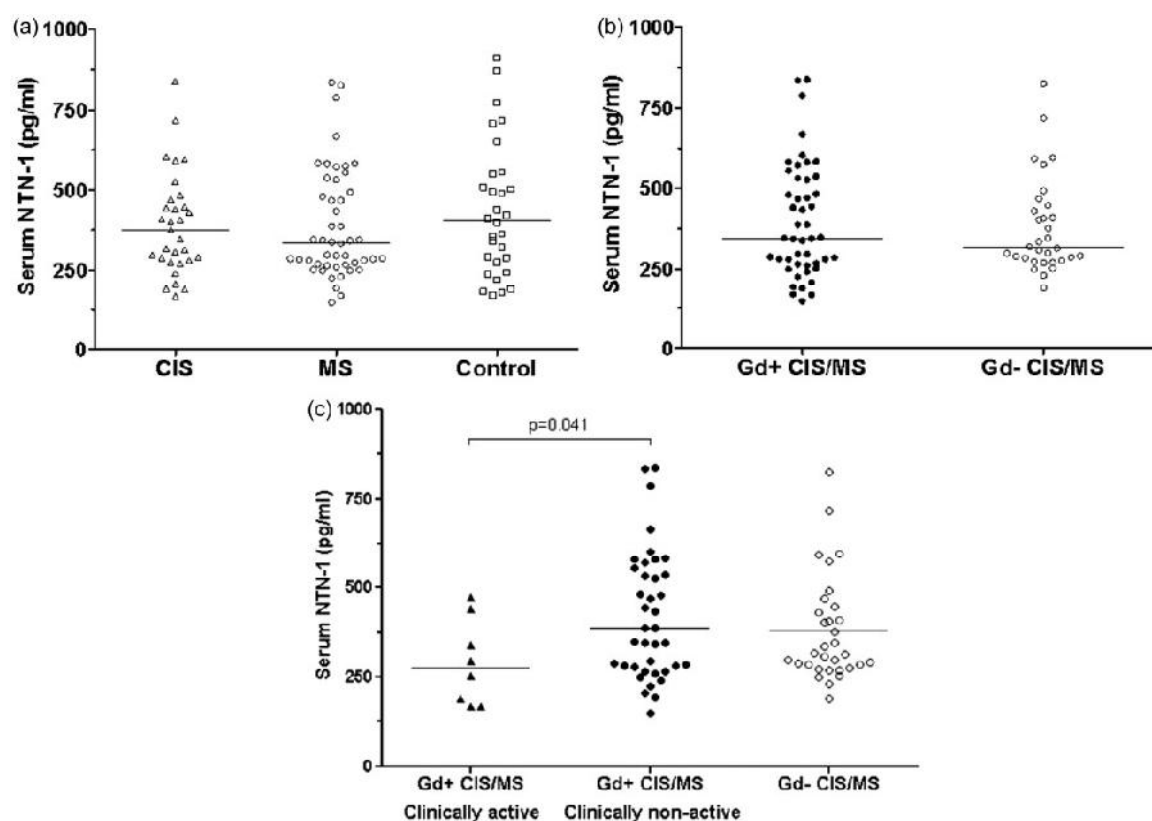 (a)
1000
750
500
250
0
Serum NTN-1 (pg/ml)
CIS MS Control
(b)
1000
750
500
250
0
Serum NTN-1 (pg/ml)
Gd+ CIS/MS Gd- CIS/MS
(c)
1000
750
500
250
0
Serum NTN-1 (pg/ml)
p=0.041
Gd+ CIS/MS Gd+ CIS/MS Gd- CIS/MS
Clinically active Clinically non-active